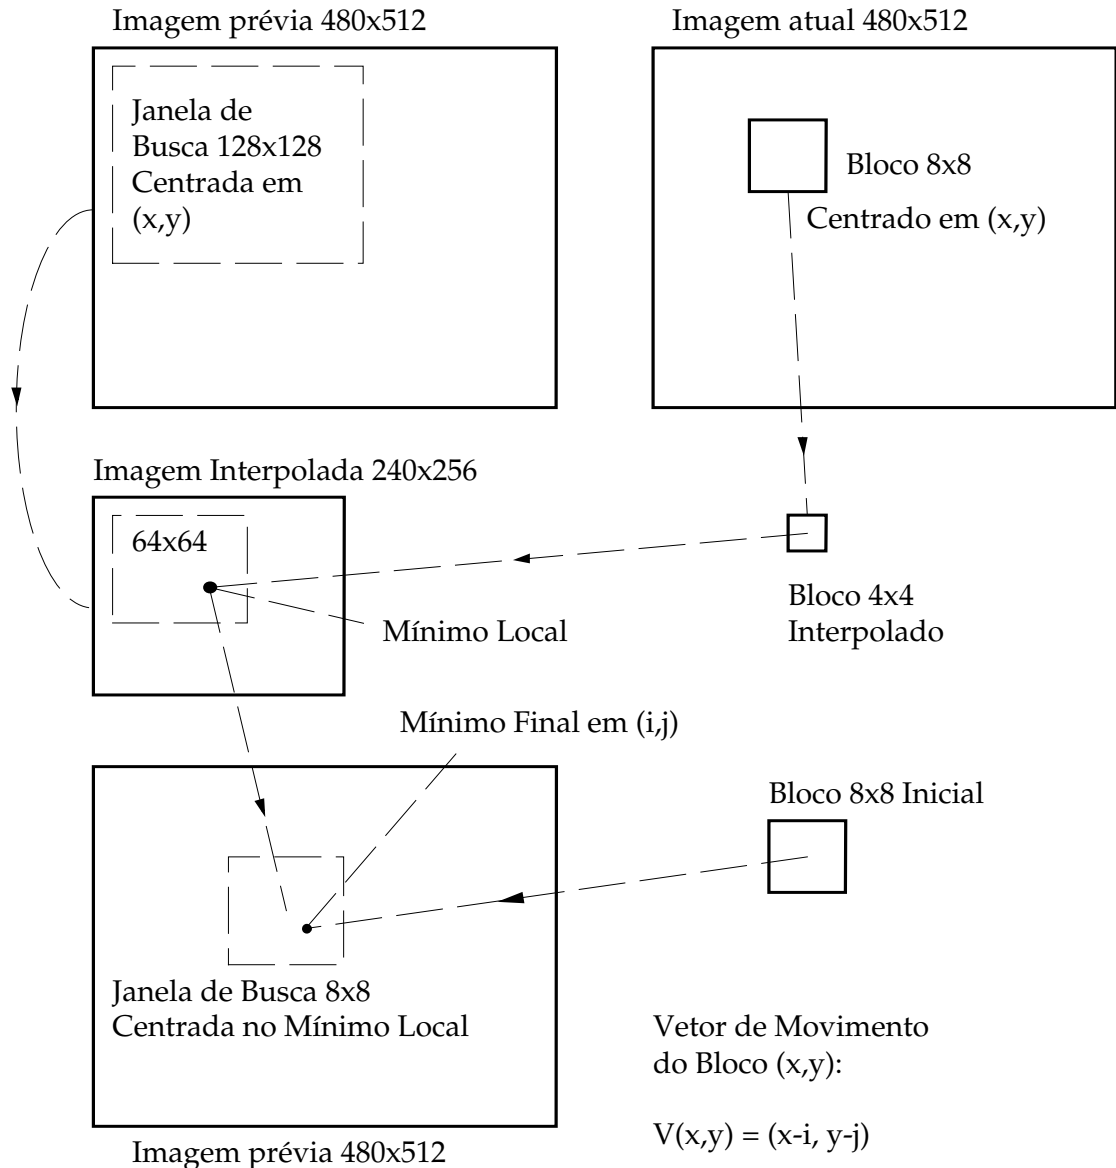 Imagem prévia 480x512
Imagem atual 480x512
Janela de
Busca 128x128
Centrada em
(x,y)
Bloco 8x8
Centrado em (x,y)
Imagem Interpolada 240x256
64x64
Mínimo Local
Bloco 4x4
Interpolado
Mínimo Final em (i,j)
Bloco 8x8 Inicial
Janela de Busca 8x8
Centrada no Mínimo Local
Vetor de Movimento
do Bloco (x,y):
V(x,y) = (x-i, y-j)
Imagem prévia 480x512